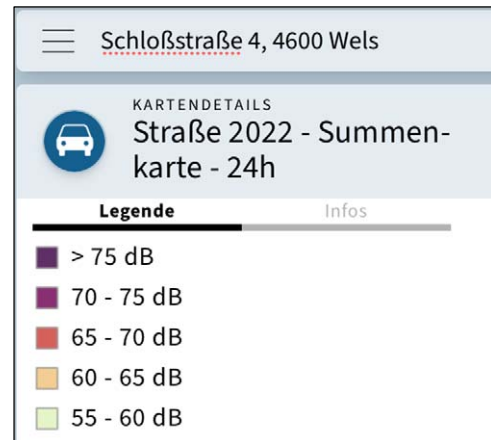 Schloßstraße 4, 4600 Wels
KARTENDETAILS
Straße 2022 - Summen-
karte - 24h
Legende Infos
> 75 dB
70 - 75 dB
65 - 70 dB
60 - 65 dB
55 - 60 dB